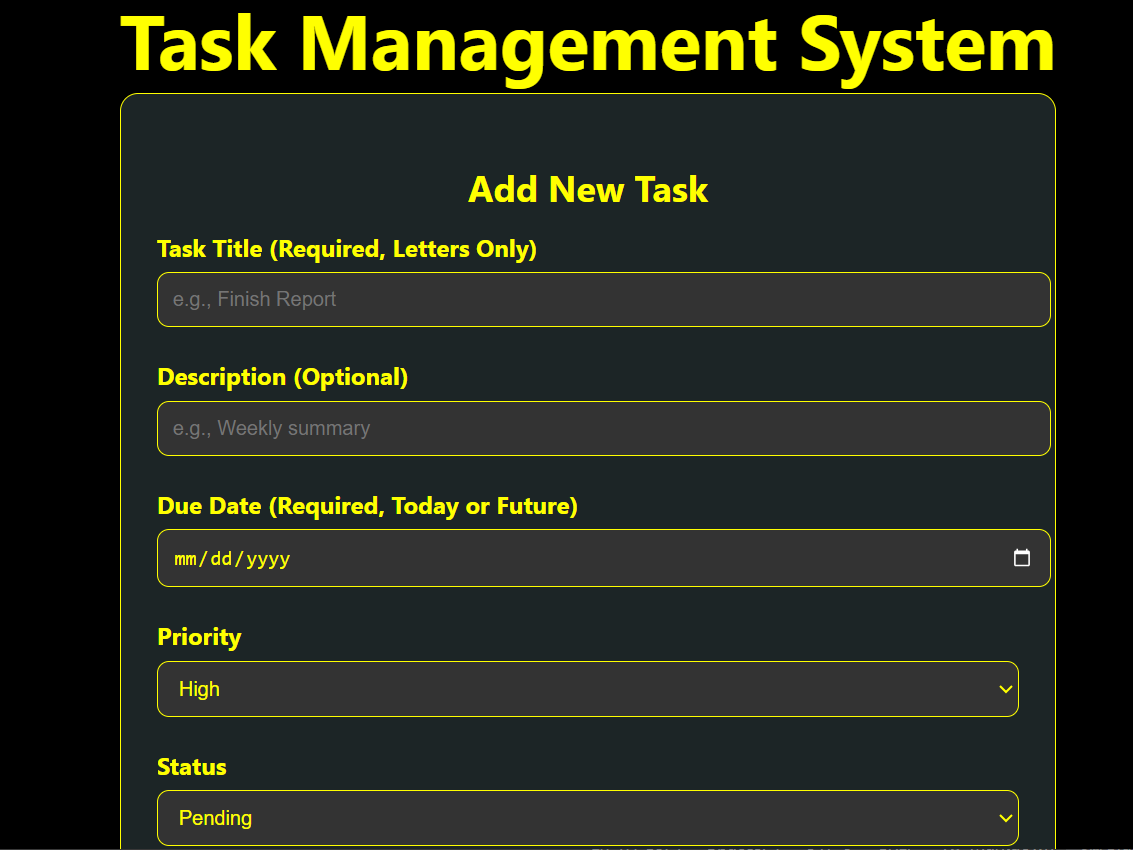 Task Management System
Add New Task
Task Title (Required, Letters Only)
e.g., Finish Report
Description (Optional)
e.g., Weekly summary
Due Date (Required, Today or Future)
mm/dd/yyyy
Priority
High
Status
Pending